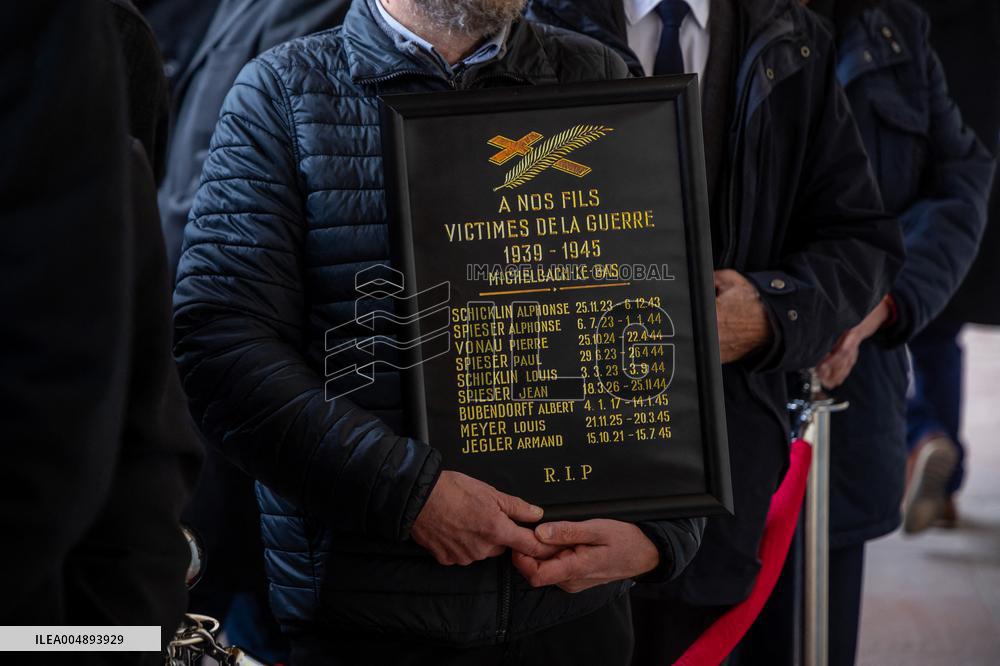 A NOS FILS
VICTIMES DE LA GUERRE
1939 - 1945
MICHELBACH-LE-BAS
IMAGE LINK GLOBAL
SCHICKLIN ALPHONSE 25.11.23 - 6.12.43
SPIESER ALPHONSE 6.7.23 - 1.1.44
VONAU PIERRE 25.10.24 - 22.4.44
SPIESER PAUL 29.6.23 - 26.4.44
SCHICKLIN LOUIS 3.3.23 - 3.9.44
SPIESER JEAN 18.3.26 - 25.11.44
BUBENDORFF ALBERT 4.1.17 - 14.1.45
MEYER LOUIS 21.11.25 - 20.3.45
JEGLER ARMAND 15.10.21 - 15.7.45
ILG
R.I.P
ILEA004893929